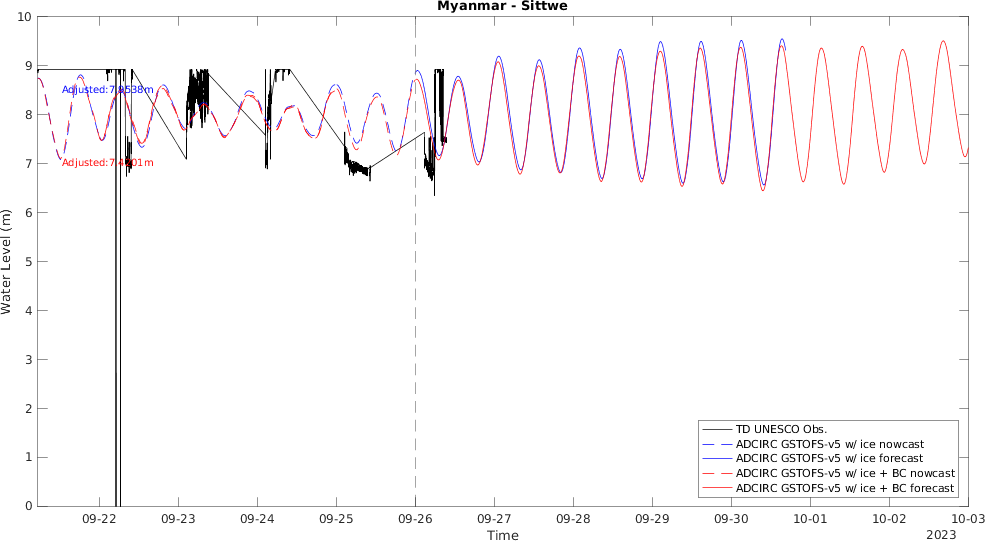 Myanmar - Sittwe
10
9
8
7
6
5
4
3
2
1
0
Water Level (m)
Adjusted:7.9538m
Adjusted:7.4701m
TD UNESCO Obs.
ADCIRC GSTOFS-v5 w/ ice nowcast
ADCIRC GSTOFS-v5 w/ ice forecast
ADCIRC GSTOFS-v5 w/ ice + BC nowcast
ADCIRC GSTOFS-v5 w/ ice + BC forecast
09-22 09-23 09-24 09-25 09-26 09-27 09-28 09-29 09-30 10-01 10-02 10-03
Time
2023